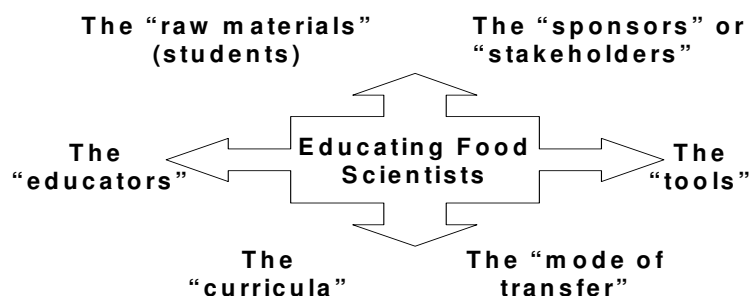 The “raw materials”
(students)
The “sponsors” or
“stakeholders”
The
“educators”
Educating Food
Scientists
The
“tools”
The
“curricula”
The “mode of
transfer”